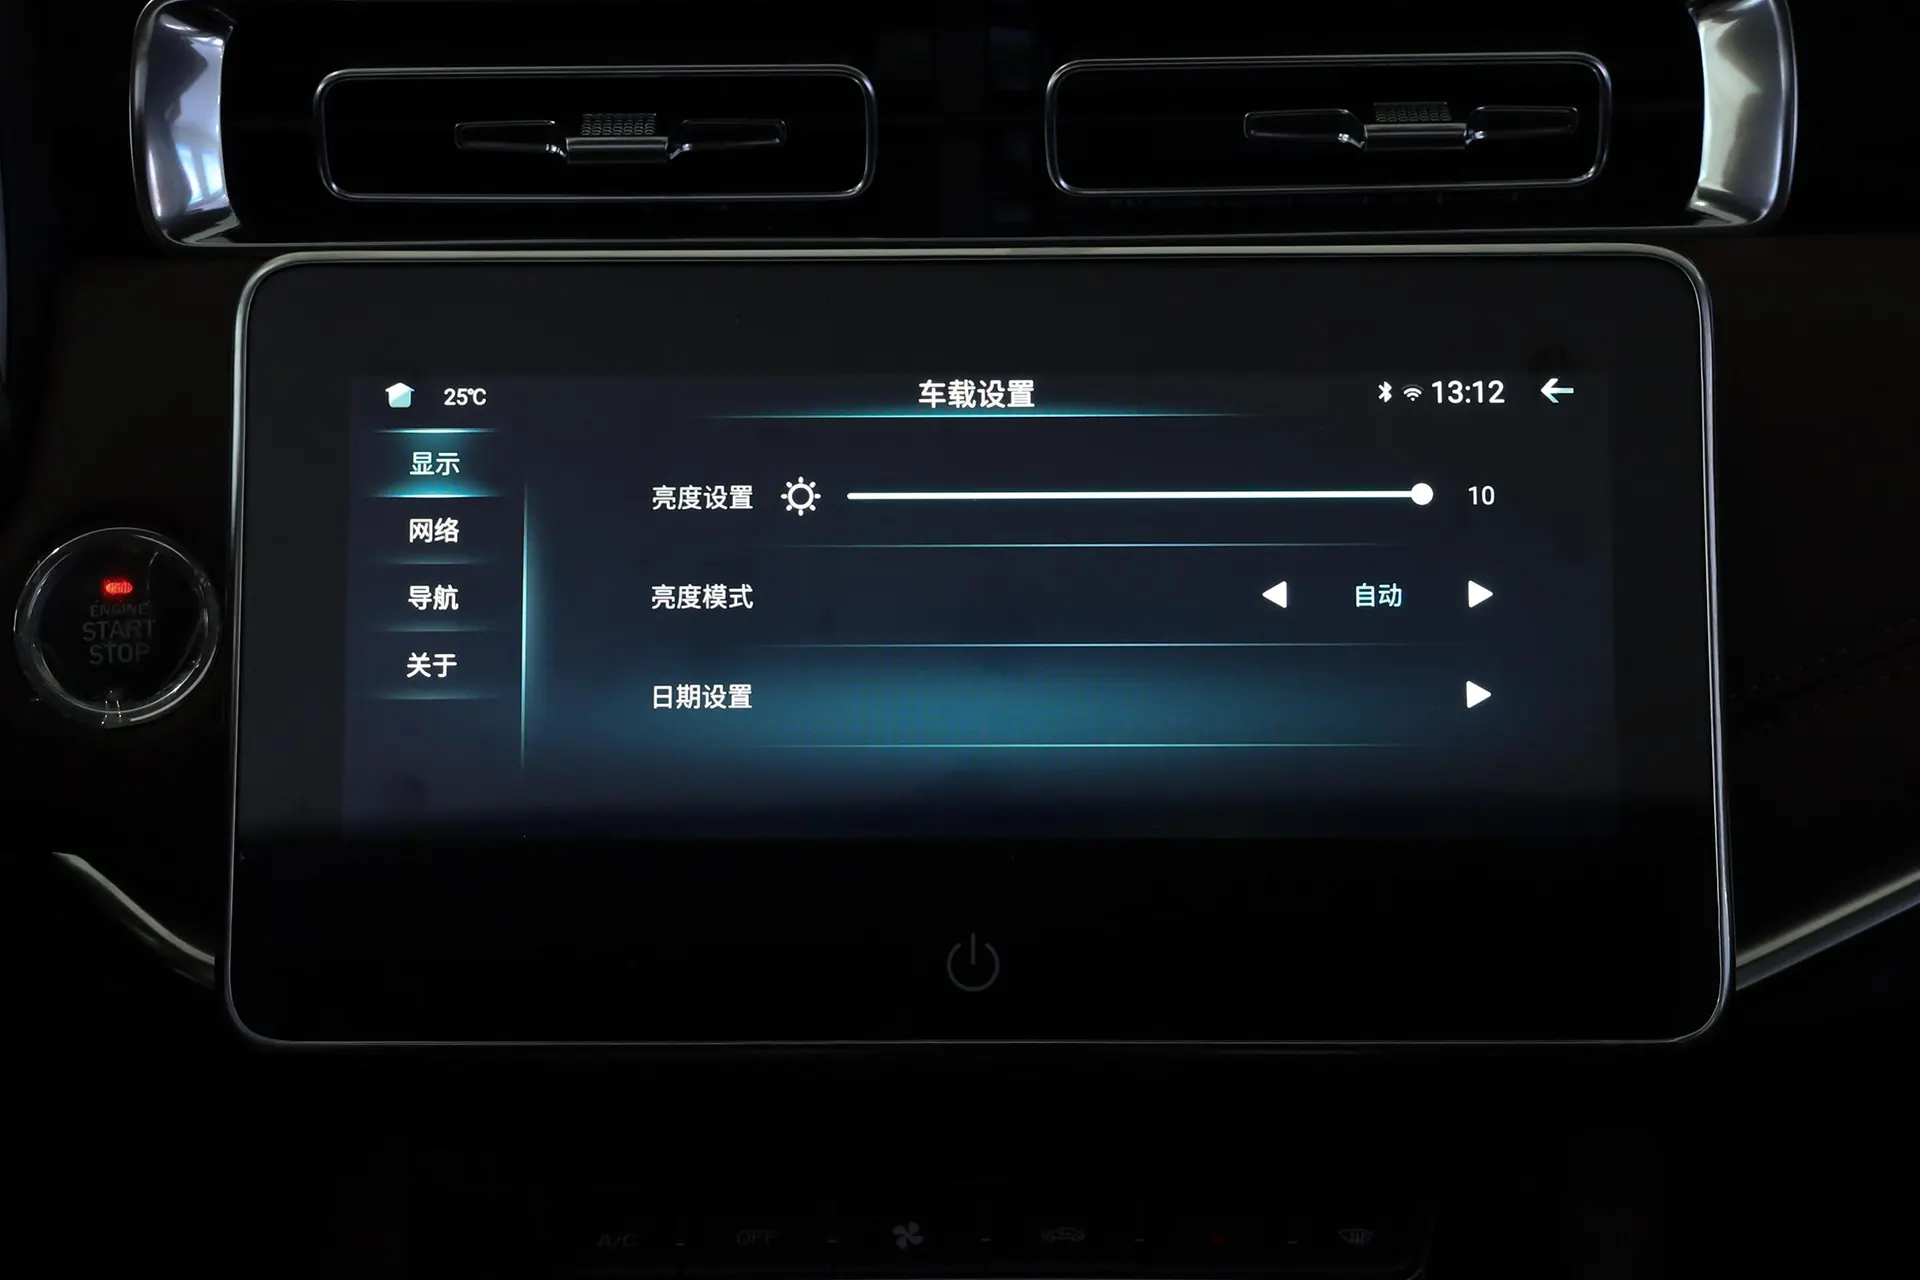 25℃
车载设置
13:12
显示
网络
导航
关于
亮度设置
10
亮度模式
自动
日期设置
ENGINE
START
STOP
A/C
OFF